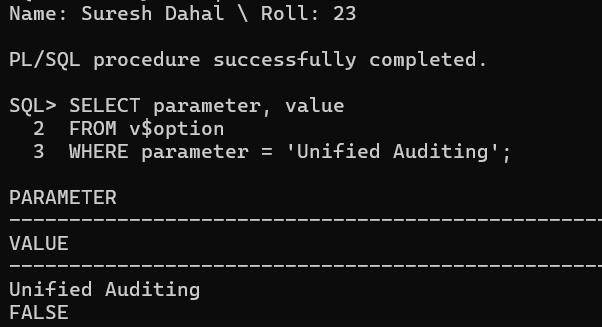 Name: Suresh Dahal \ Roll: 23
PL/SQL procedure successfully completed.
SQL> SELECT parameter, value
  2  FROM v$option
  3  WHERE parameter = 'Unified Auditing';
PARAMETER
--------------------------------------------------
VALUE
--------------------------------------------------
Unified Auditing
FALSE